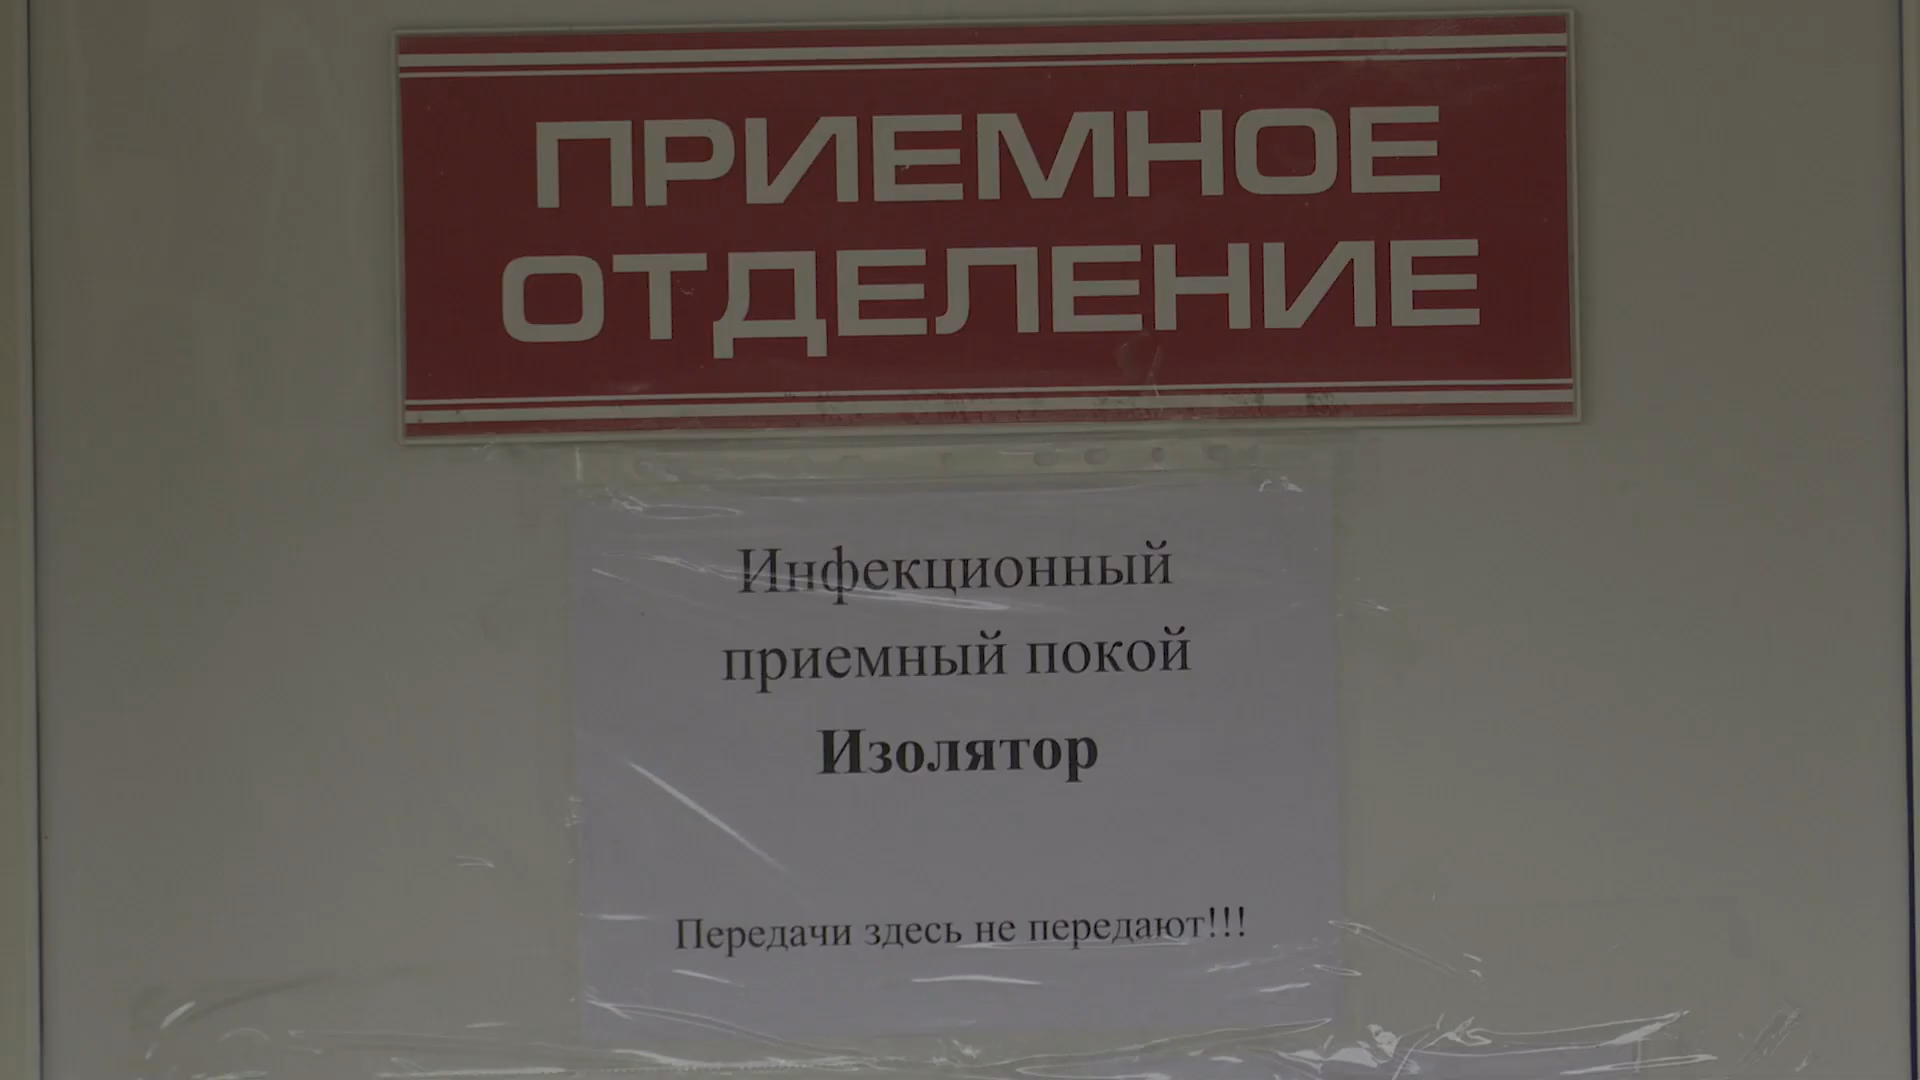 ПРИЕМНОЕ
ОТДЕЛЕНИЕ
Инфекционный
приемный покой
Изолятор
Передачи здесь не передают!!!